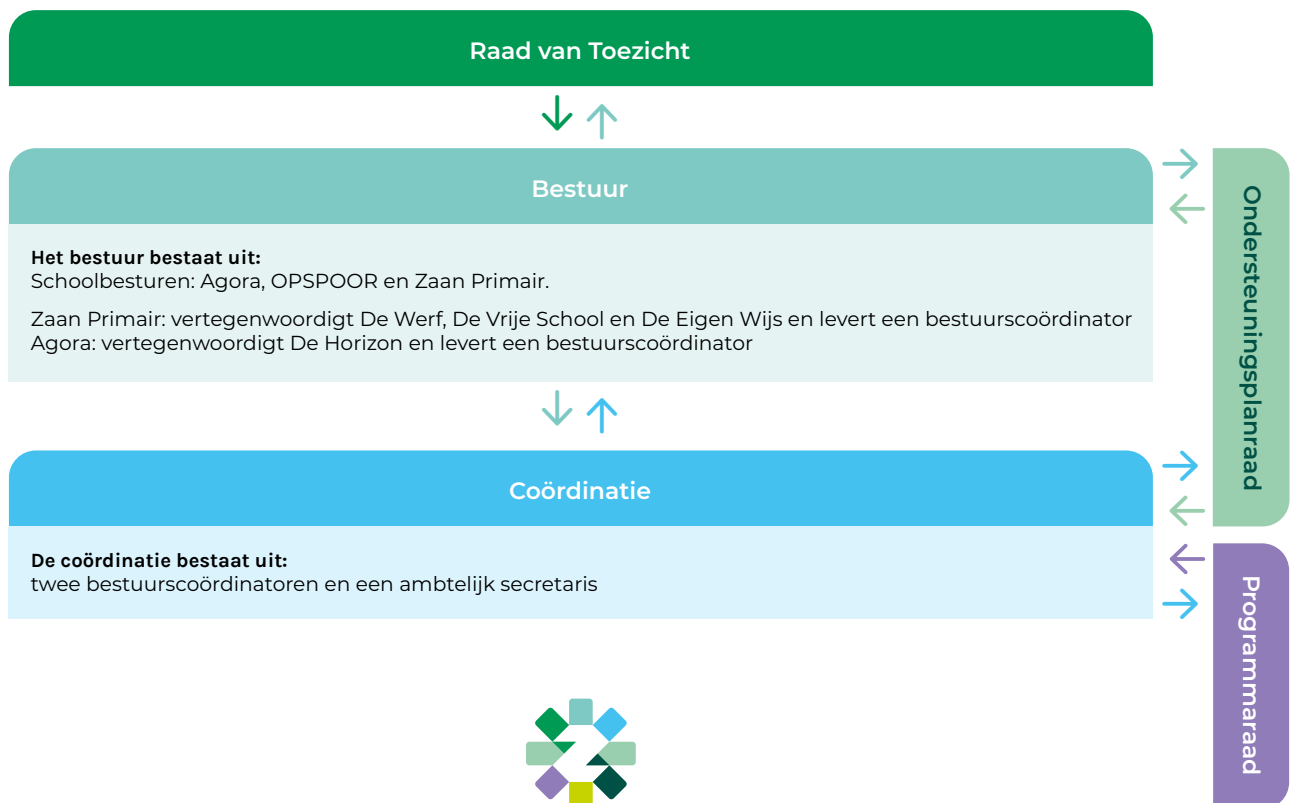 Raad van Toezicht
Bestuur
Het bestuur bestaat uit:
Schoolbesturen: Agora, OPSPOOR en Zaan Primair.
Zaan Primair: vertegenwoordigt De Werf, De Vrije School en De Eigen Wijs en levert een bestuurscoördinator
Agora: vertegenwoordigt De Horizon en levert een bestuurscoördinator
Ondersteuningsplanraad
Coördinatie
De coördinatie bestaat uit:
twee bestuurscoördinatoren en een ambtelijk secretaris
Programmaraad